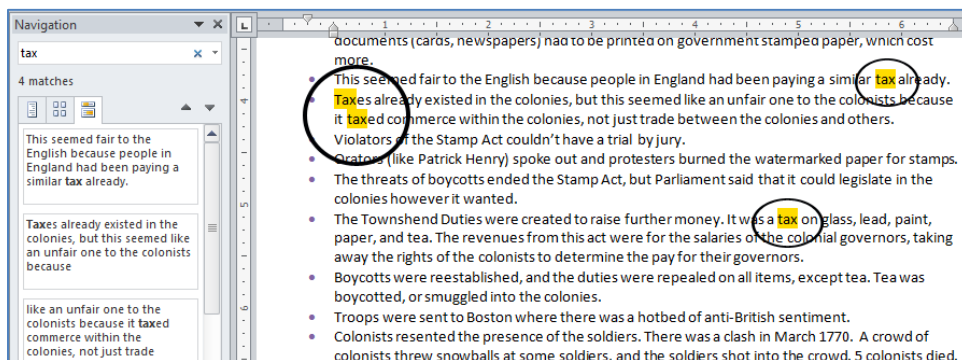 Navigation
tax
4 matches
This seemed fair to the
English because people in
England had been paying a
similar tax already.
Taxes already existed in the
colonies, but this seemed like
an unfair one to the colonists
because
like an unfair one to the
colonists because it taxed
commerce within the
colonies, not just trade
L
1 2 3 4 5 6
4
5
6
documents (cards, newspapers) had to be printed on government stamped paper, which cost
more.
This seemed fair to the English because people in England had been paying a similar tax already.
Taxes already existed in the colonies, but this seemed like an unfair one to the colonists because
it taxed commerce within the colonies, not just trade between the colonies and others.
Violators of the Stamp Act couldn't have a trial by jury.
Orators (like Patrick Henry) spoke out and protesters burned the watermarked paper for stamps.
The threats of boycotts ended the Stamp Act, but Parliament said that it could legislate in the
colonies however it wanted.
The Townshend Duties were created to raise further money. It was a tax on glass, lead, paint,
paper, and tea. The revenues from this act were for the salaries of the colonial governors, taking
away the rights of the colonists to determine the pay for their governors.
Boycotts were reestablished, and the duties were repealed on all items, except tea. Tea was
boycotted, or smuggled into the colonies.
Troops were sent to Boston where there was a hotbed of anti-British sentiment.
Colonists resented the presence of the soldiers. There was a clash in March 1770. A crowd of
colonists threw snowballs at some soldiers, and the soldiers shot into the crowd. 5 colonists died.